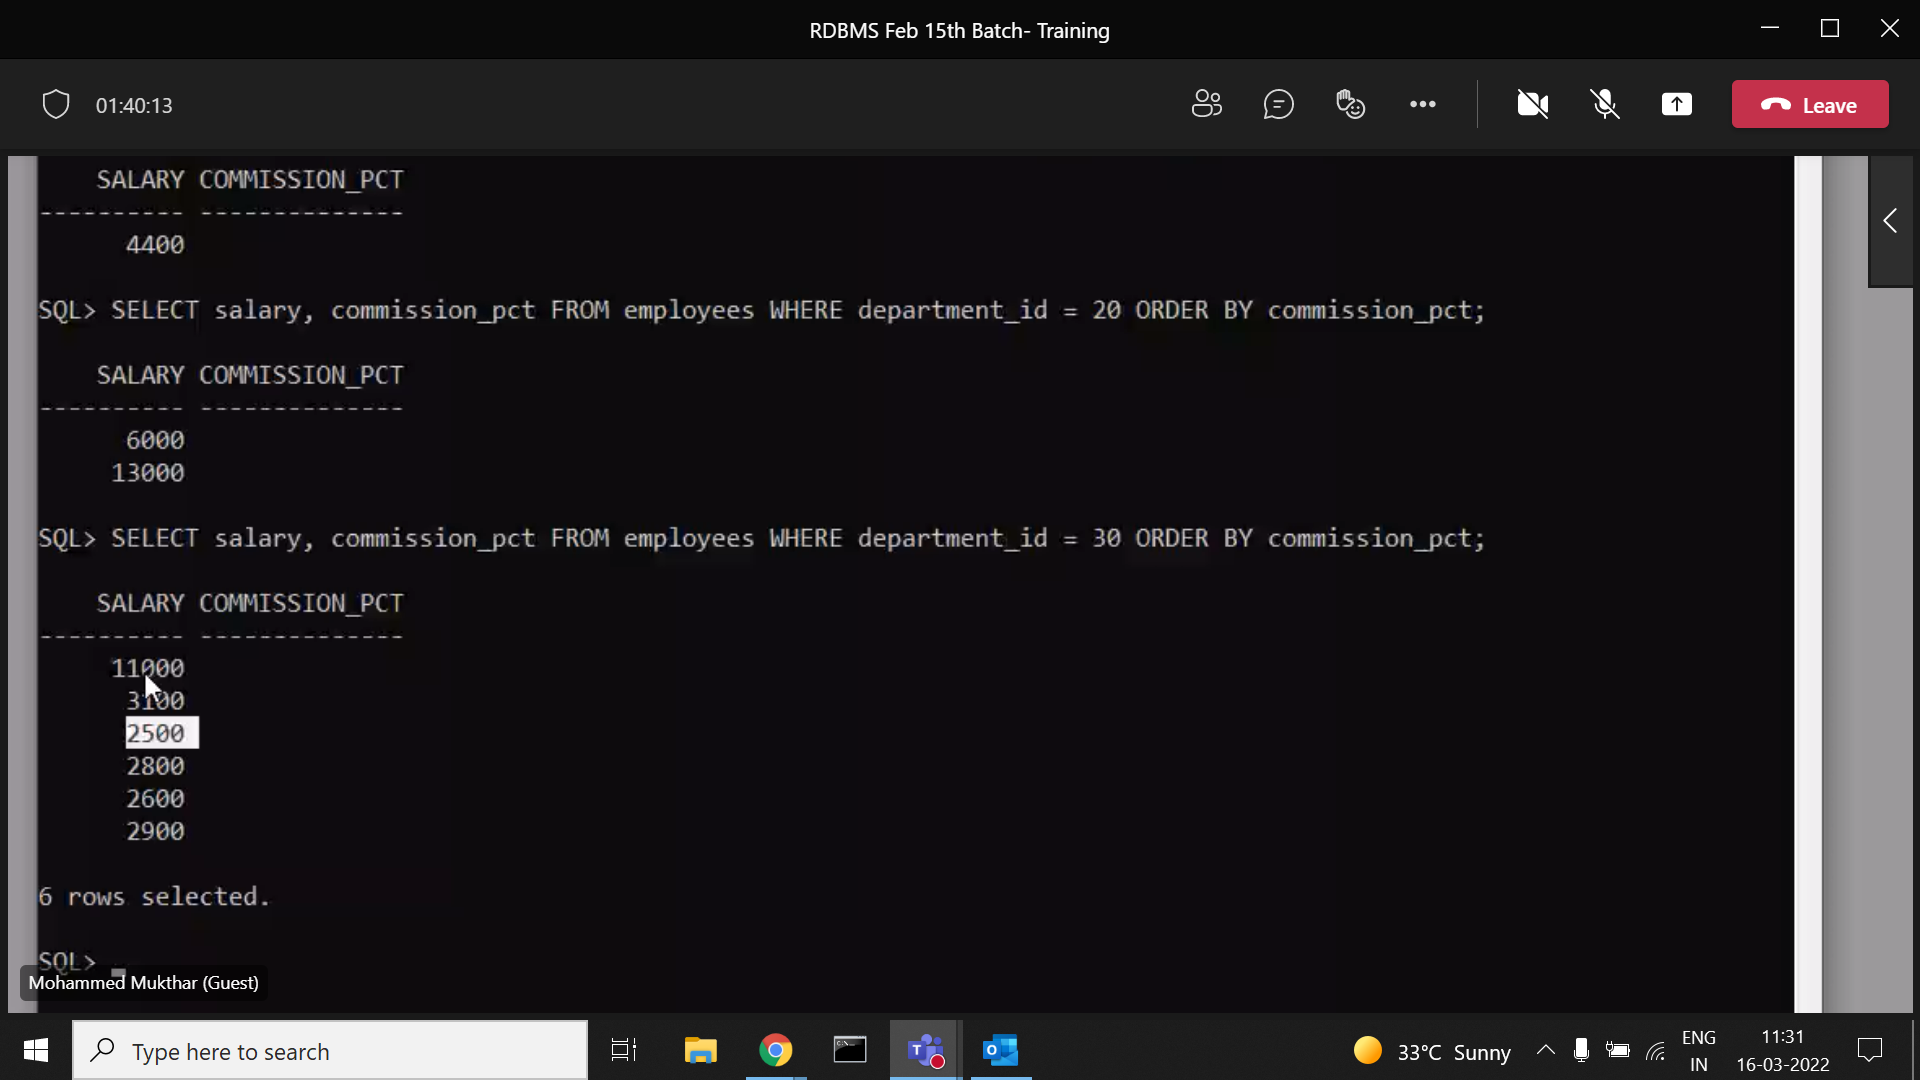 RDBMS Feb 15th Batch- Training
01:40:13
Leave
SALARY COMMISSION_PCT
---------- --------------
4400
SQL> SELECT salary, commission_pct FROM employees WHERE department_id = 20 ORDER BY commission_pct;
SALARY COMMISSION_PCT
---------- --------------
6000
13000
SQL> SELECT salary, commission_pct FROM employees WHERE department_id = 30 ORDER BY commission_pct;
SALARY COMMISSION_PCT
---------- --------------
11000
3100
2500
2800
2600
2900
6 rows selected.
SQL>
Mohammed Mukthar (Guest)
Type here to search
33°C Sunny
ENG
IN
11:31
16-03-2022